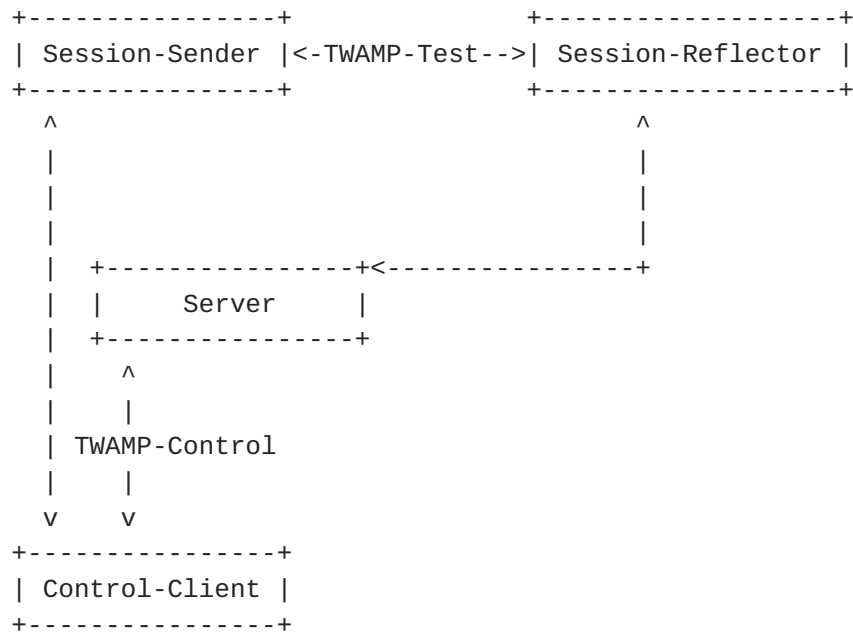 Session-Sender <-TWAMP-Test--> Session-Reflector
Server
TWAMP-Control
Control-Client